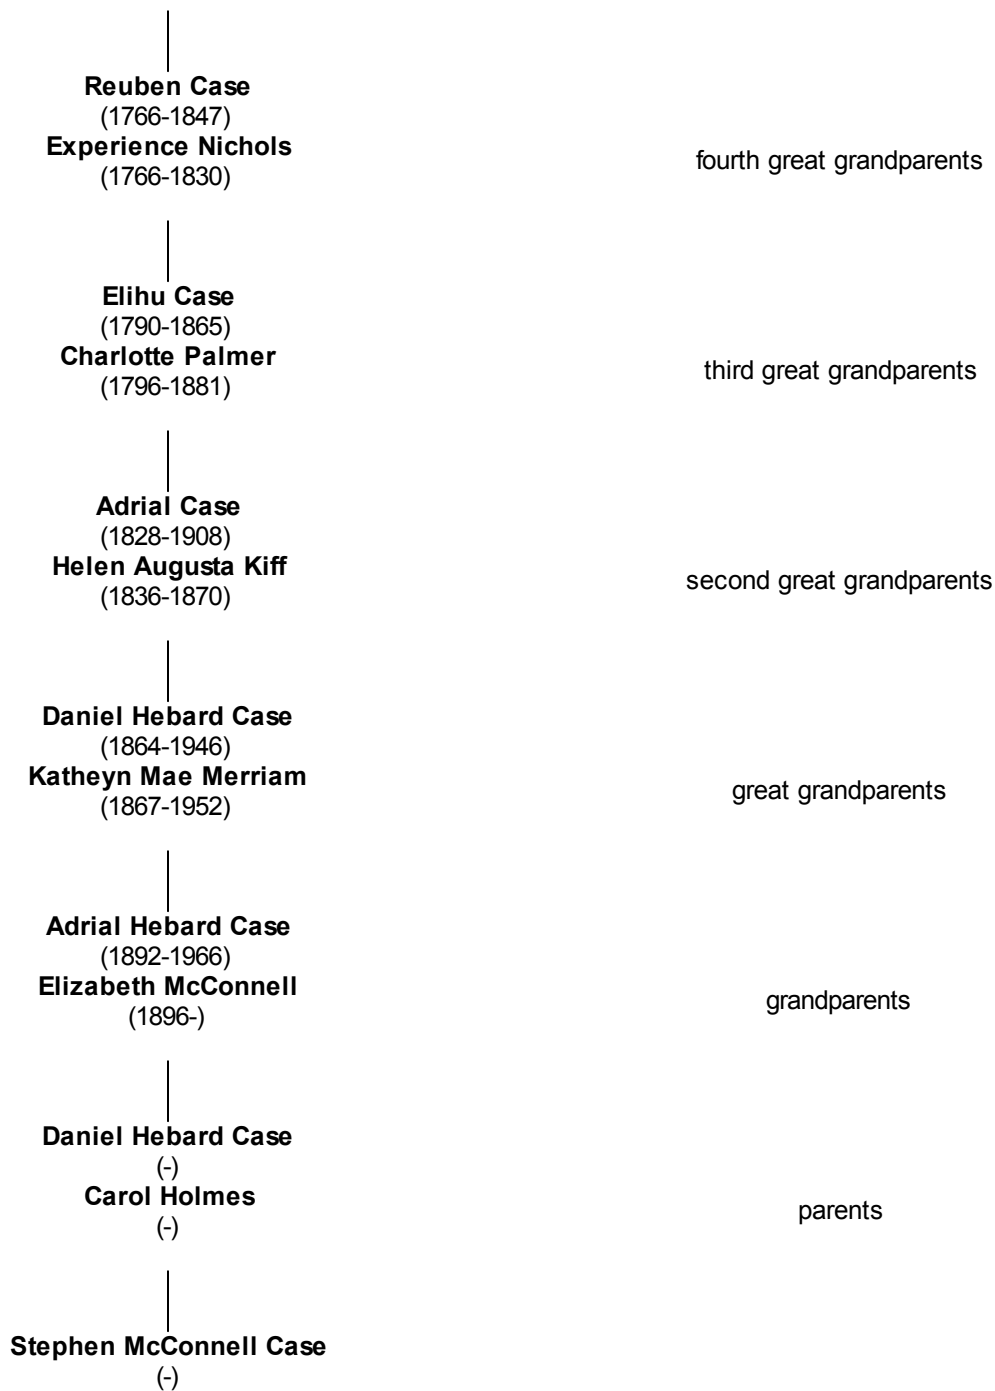 Reuben Case
(1766-1847)
Experience Nichols
fourth great grandparents
(1766-1830)
Elihu Case
(1790-1865)
Charlotte Palmer
third great grandparents
(1796-1881)
Adrial Case
(1828-1908)
Helen Augusta Kiff
second great grandparents
(1836-1870)
Daniel Hebard Case
(1864-1946)
Katheyn Mae Merriam
great grandparents
(1867-1952)
Adrial Hebard Case
(1892-1966)
Elizabeth McConnell
grandparents
(1896-)
Daniel Hebard Case
(-)
Carol Holmes
parents
(-)
Stephen McConnell Case
(-)